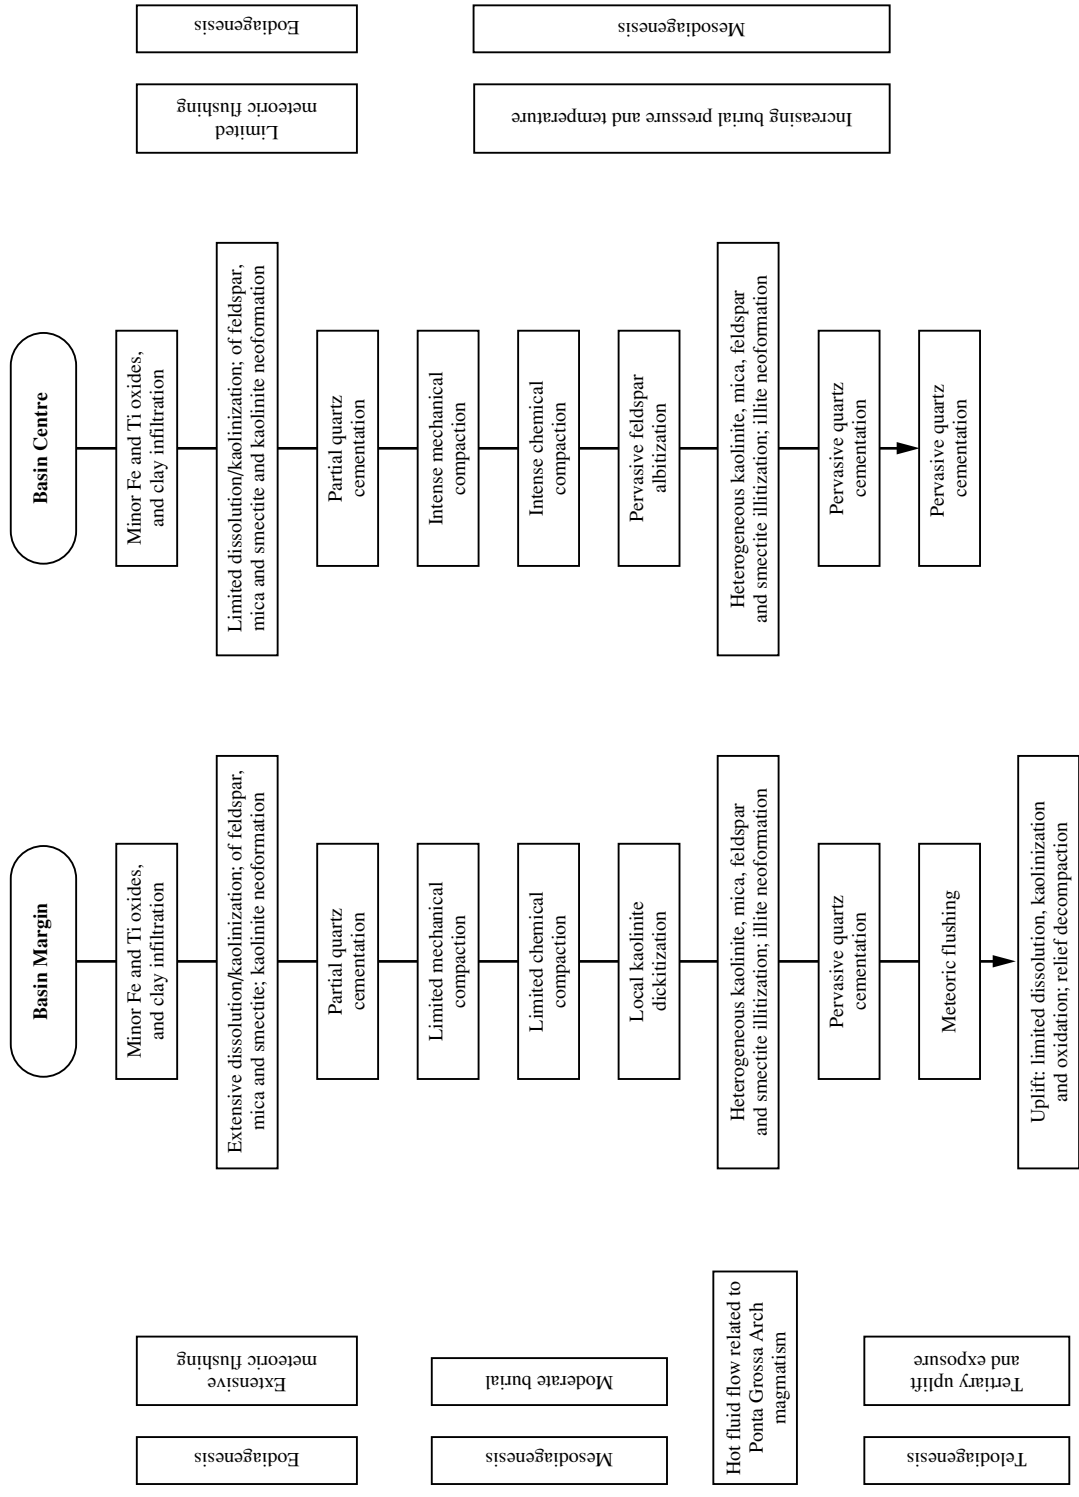 Basin Margin
Minor Fe and Ti oxides,
and clay infiltration
Extensive dissolution/kaolinization; of feldspar,
mica and smectite; kaolinite neoformation
Partial quartz
cementation
Limited mechanical
compaction
Limited chemical
compaction
Local kaolinite
dickitization
Heterogeneous kaolinite, mica, feldspar
and smectite illitization; illite neoformation
Pervasive quartz
cementation
Meteoric flushing
Uplift: limited dissolution, kaolinization
and oxidation; relief decompaction
Basin Centre
Minor Fe and Ti oxides,
and clay infiltration
Limited dissolution/kaolinization; of feldspar,
mica and smectite and kaolinite neoformation
Partial quartz
cementation
Intense mechanical
compaction
Intense chemical
compaction
Pervasive feldspar
albitization
Heterogeneous kaolinite, mica, feldspar
and smectite illitization; illite neoformation
Pervasive quartz
cementation
Pervasive quartz
cementation
Eodiagenesis
Extensive
meteoric flushing
Mesodiagenesis
Moderate burial
Hot fluid flow related to
Ponta Grossa Arch
magmatism
Telodiagenesis
Tertiary uplift
and exposure
Limited
meteoric flushing
Eodiagenesis
Increasing burial pressure and temperature
Mesodiagenesis